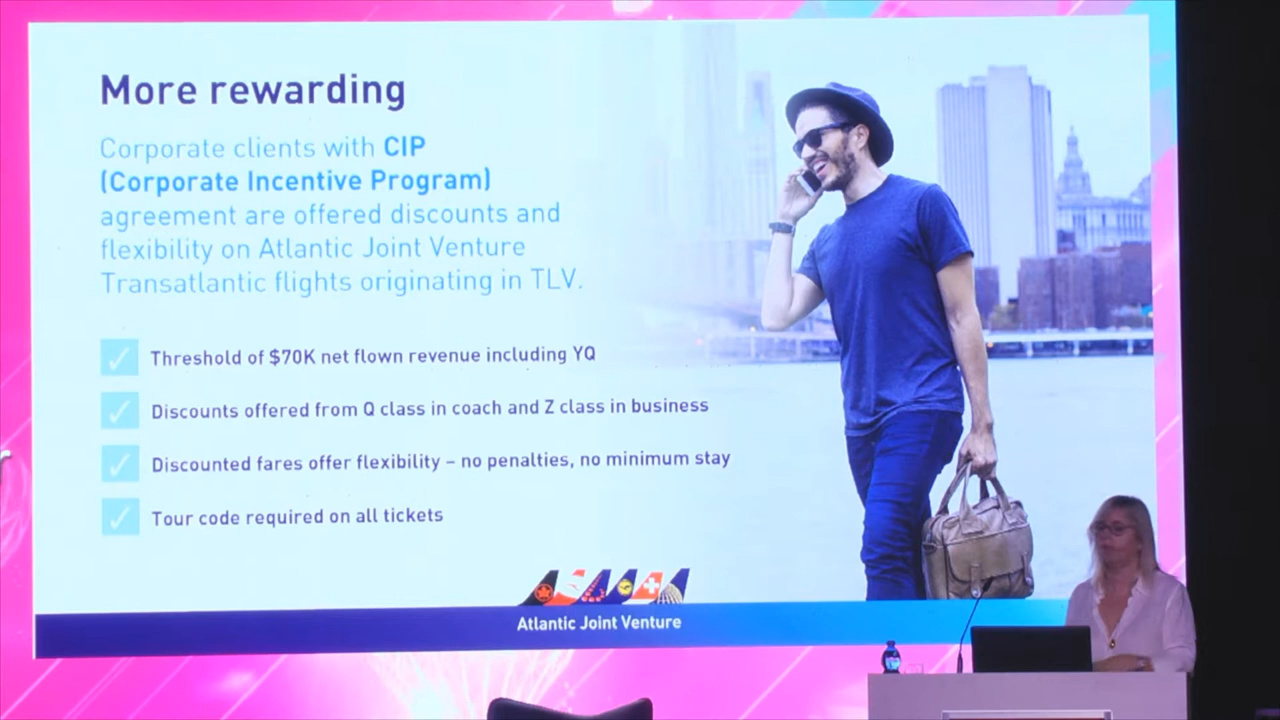 More rewarding
Corporate clients with CIP
(Corporate Incentive Program)
agreement are offered discounts and
flexibility on Atlantic Joint Venture
Transatlantic flights originating in TLV.
Threshold of $70K net flown revenue including YQ
Discounts offered from Q class in coach and Z class in business
Discounted fares offer flexibility – no penalties, no minimum stay
Tour code required on all tickets
Atlantic Joint Venture